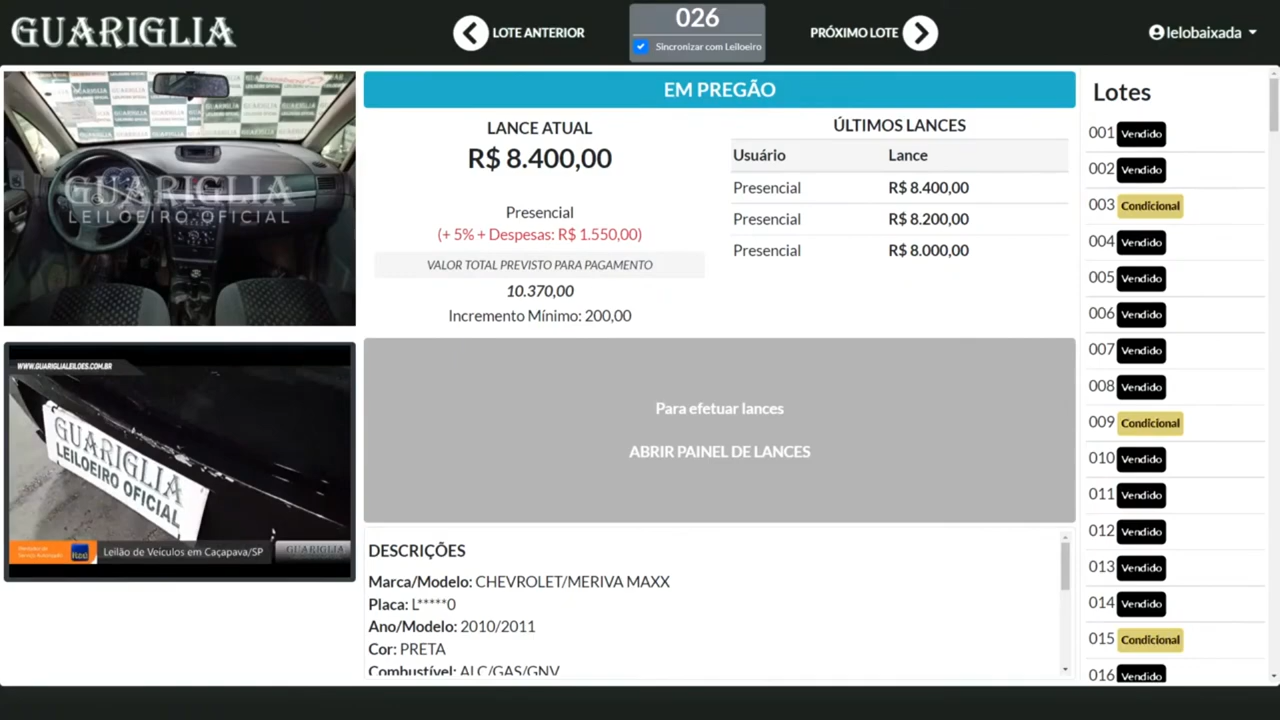 GUARIGLIA
LOTE ANTERIOR
026
Sincronizar com Leiloeiro
PRÓXIMO LOTE
lelobaixada
GUARIGLIA
LEILOEIRO OFICIAL
WWW.GUARIGLIALEILOES.COM.BR
GUARIGLIA
LEILOEIRO OFICIAL
Leilão de Veiculos em Caçapava/SP
GUARIGLIA
EM PREGÃO
LANCE ATUAL
R$ 8.400,00
Presencial
(+ 5% + Despesas: R$ 1.550,00)
VALOR TOTAL PREVISTO PARA PAGAMENTO
10.370,00
Incremento Mínimo: 200,00
ÚLTIMOS LANCES
Usuário Lance
Presencial R$ 8.400,00
Presencial R$ 8.200,00
Presencial R$ 8.000,00
Para efetuar lances
ABRIR PAINEL DE LANCES
DESCRIÇÕES
Marca/Modelo: CHEVROLET/MERIVA MAXX
Placa: L*****0
Ano/Modelo: 2010/2011
Cor: PRETA
Combustível: ALC/GAS/GNV
Lotes
001 Vendido
002 Vendido
003 Condicional
004 Vendido
005 Vendido
006 Vendido
007 Vendido
008 Vendido
009 Condicional
010 Vendido
011 Vendido
012 Vendido
013 Vendido
014 Vendido
015 Condicional
016 Vendido